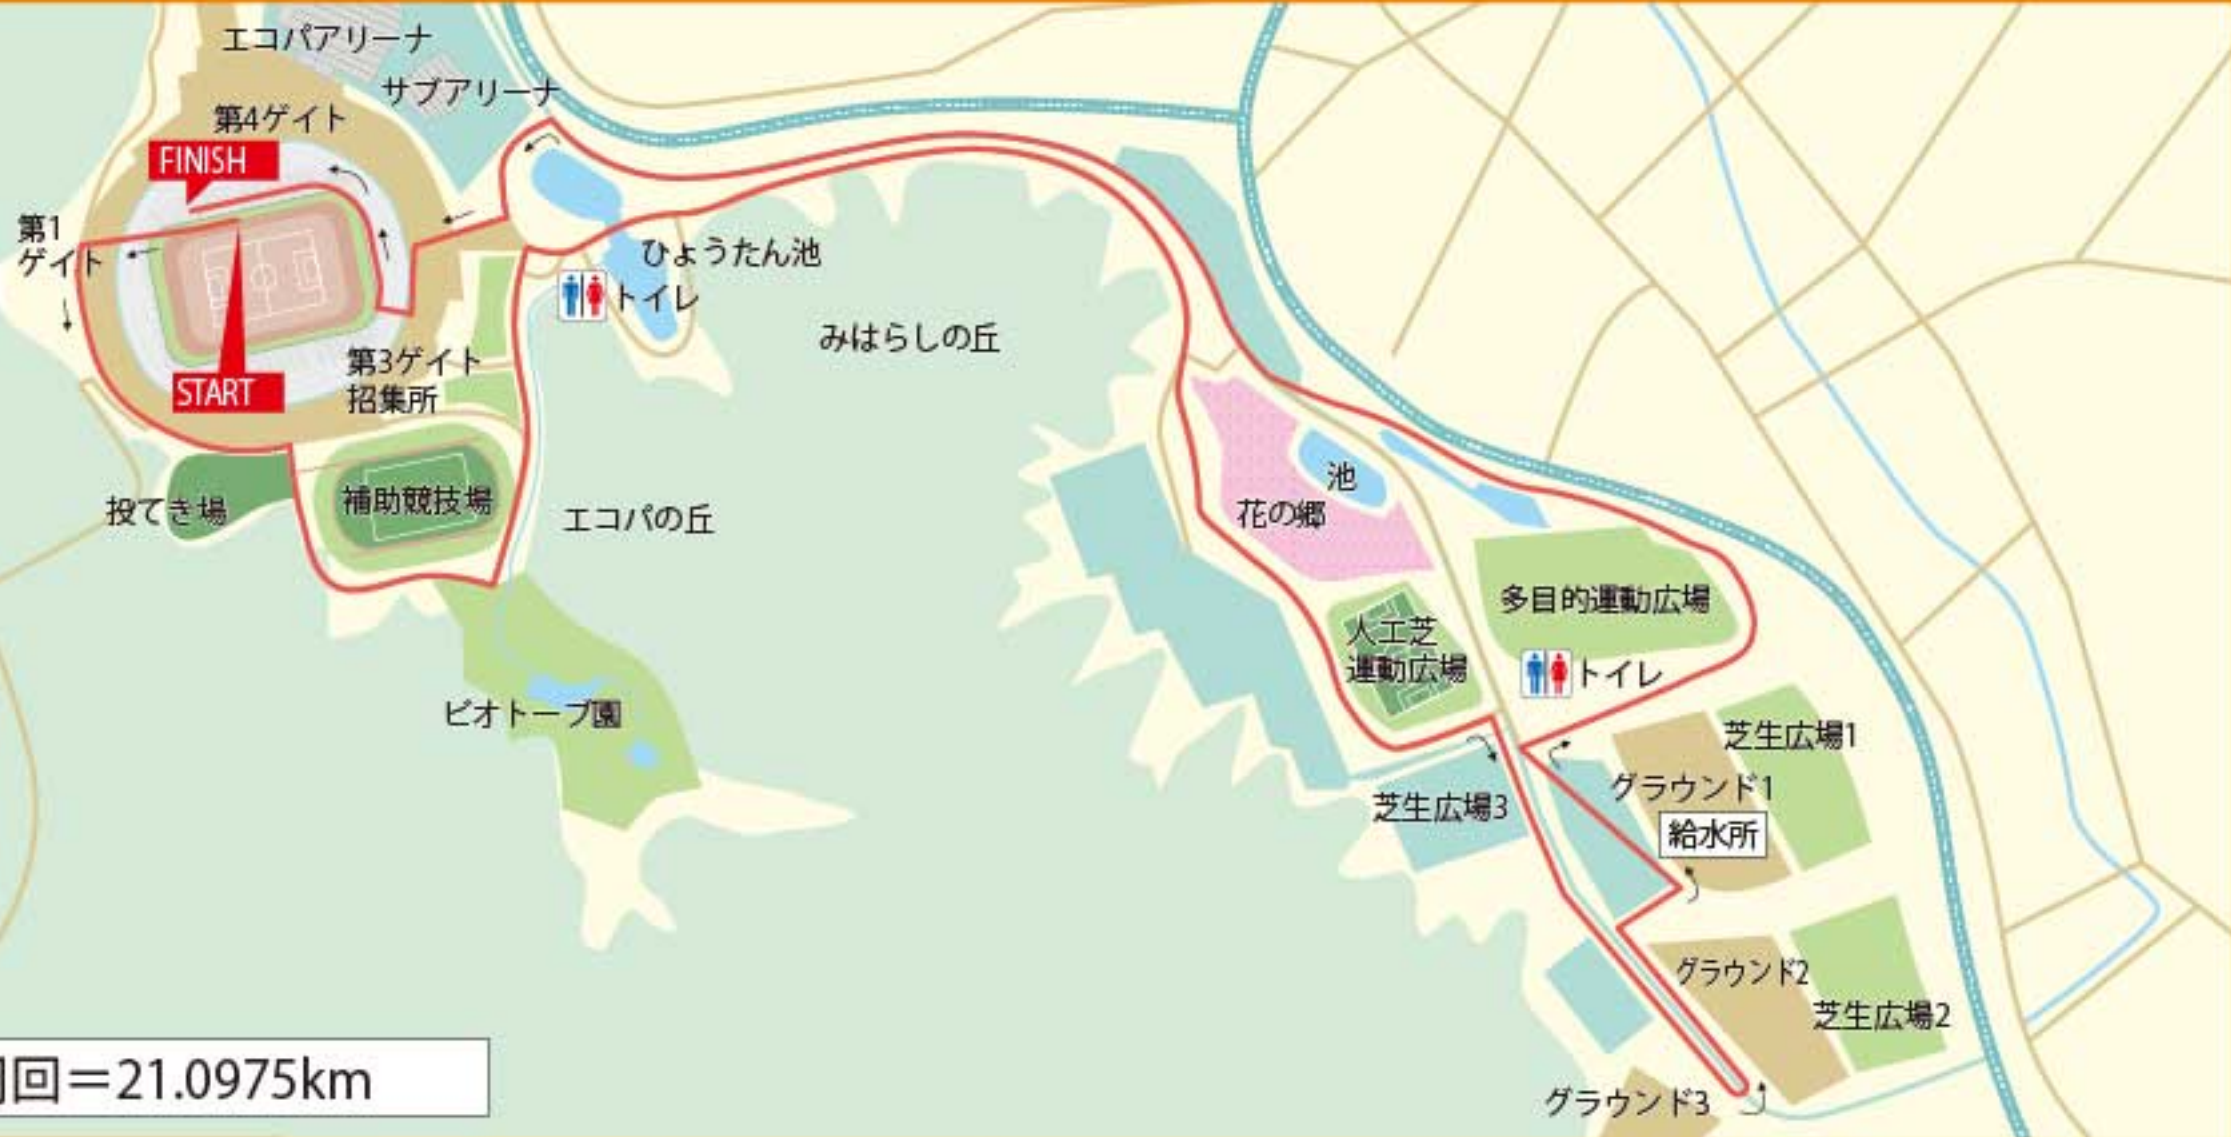 エコパアリーナ
サブアリーナ
第4ゲイト
FINISH
第1
ゲイト
ひょうたん池
トイレ
みはらしの丘
第3ゲイト
招集所
START
池
花の郷
投てき場
補助競技場
エコパの丘
多目的運動広場
人工芝
運動広場
トイレ
ビオトープ園
芝生広場1
グラウンド1
芝生広場3
給水所
グラウンド2
芝生広場2
回＝21.0975km
グラウンド3